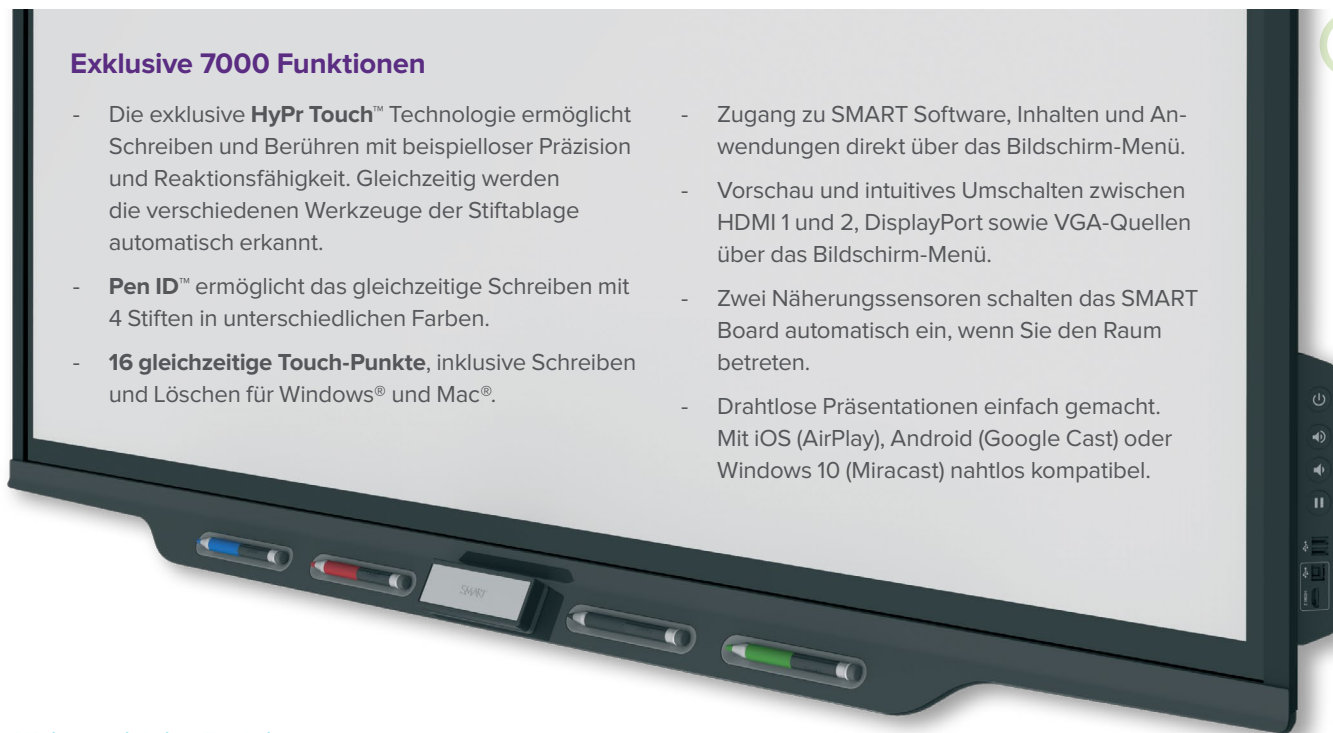 Exklusive 7000 Funktionen
- Die exklusive HyPr Touch™ Technologie ermöglicht
Schreiben und Berühren mit beispielloser Präzision
und Reaktionsfähigkeit. Gleichzeitig werden
die verschiedenen Werkzeuge der Stiftablage
automatisch erkannt.
- Pen ID™ ermöglicht das gleichzeitige Schreiben mit
4 Stiften in unterschiedlichen Farben.
- 16 gleichzeitige Touch-Punkte, inklusive Schreiben
und Löschen für Windows® und Mac®.
- Zugang zu SMART Software, Inhalten und An-
wendungen direkt über das Bildschirm-Menü.
- Vorschau und intuitives Umschalten zwischen
HDMI 1 und 2, DisplayPort sowie VGA-Quellen
über das Bildschirm-Menü.
- Zwei Näherungssensoren schalten das SMART
Board automatisch ein, wenn Sie den Raum
betreten.
- Drahtlose Präsentationen einfach gemacht.
Mit iOS (AirPlay), Android (Google Cast) oder
Windows 10 (Miracast) nahtlos kompatibel.
SMART